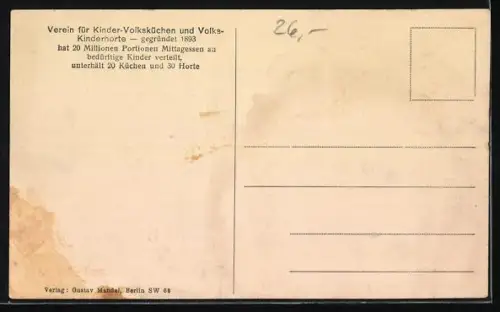 Verein für Kinder-Volksküchen und Volks-
Kinderhorte — gegründet 1893
hat 20 Millionen Portionen Mittagessen an
bedürftige Kinder verteilt,
unterhält 20 Küchen und 30 Horte
26,-
Verlag: Gustav Mandel, Berlin SW 68